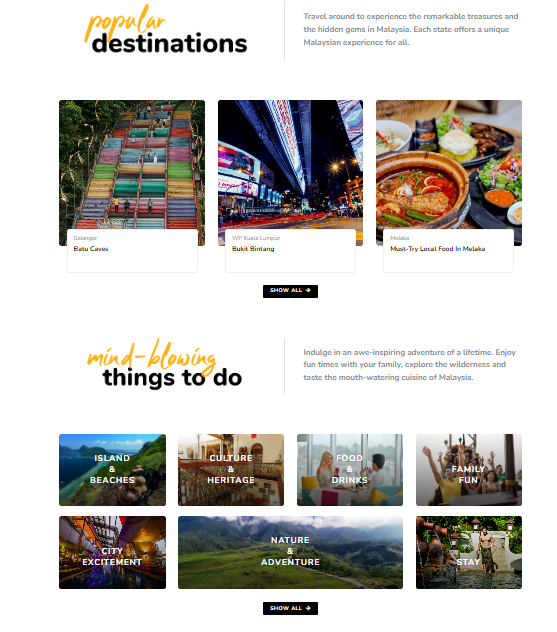 popular
destinations
Travel around to experience the remarkable treasures and
the hidden gems in Malaysia. Each state offers a unique
Malaysian experience for all.
Selangor
Batu Caves
WP Kuala Lumpur
Bukit Bintang
Melaka
Must-Try Local Food In Melaka
SHOW ALL →
mind-blowing
things to do
Indulge in an awe-inspiring adventure of a lifetime. Enjoy
fun times with your family, explore the wilderness and
taste the mouth-watering cuisine of Malaysia.
ISLAND
&
BEACHES
CULTURE
&
HERITAGE
FOOD
&
DRINKS
FAMILY
FUN
CITY
EXCITEMENT
NATURE
&
ADVENTURE
STAY
SHOW ALL →